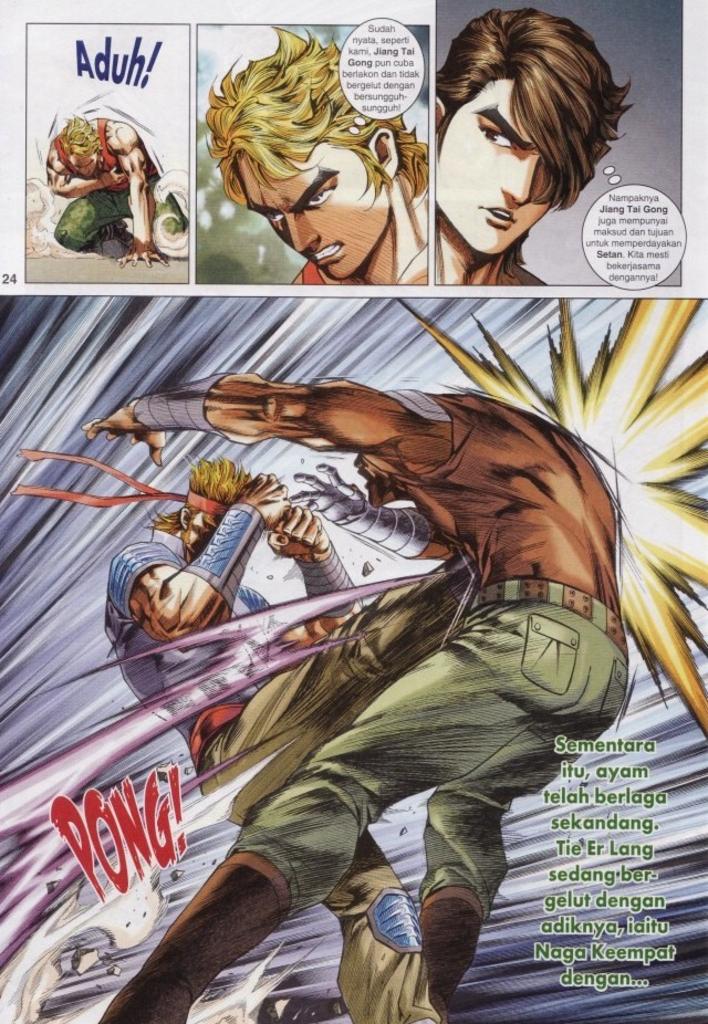 Aduh!
Sudah
nyata, seperti
kami, Jiang Tai
Gong pun cuba
berlakon dan tidak
bergelut dengan
bersungguh-
sungguh!
Nampaknya
Jiang Tai Gong
juga mempunyai
maksud dan tujuan
untuk memperdayakan
Setan. Kita mesti
bekerjasama
dengannya!
24
PONG!
Sementara
itu, ayam
telah berlaga
sekandang.
Tie Er Lang
sedang ber-
gelut dengan
adiknya, iaitu
Naga Keempat
dengan...